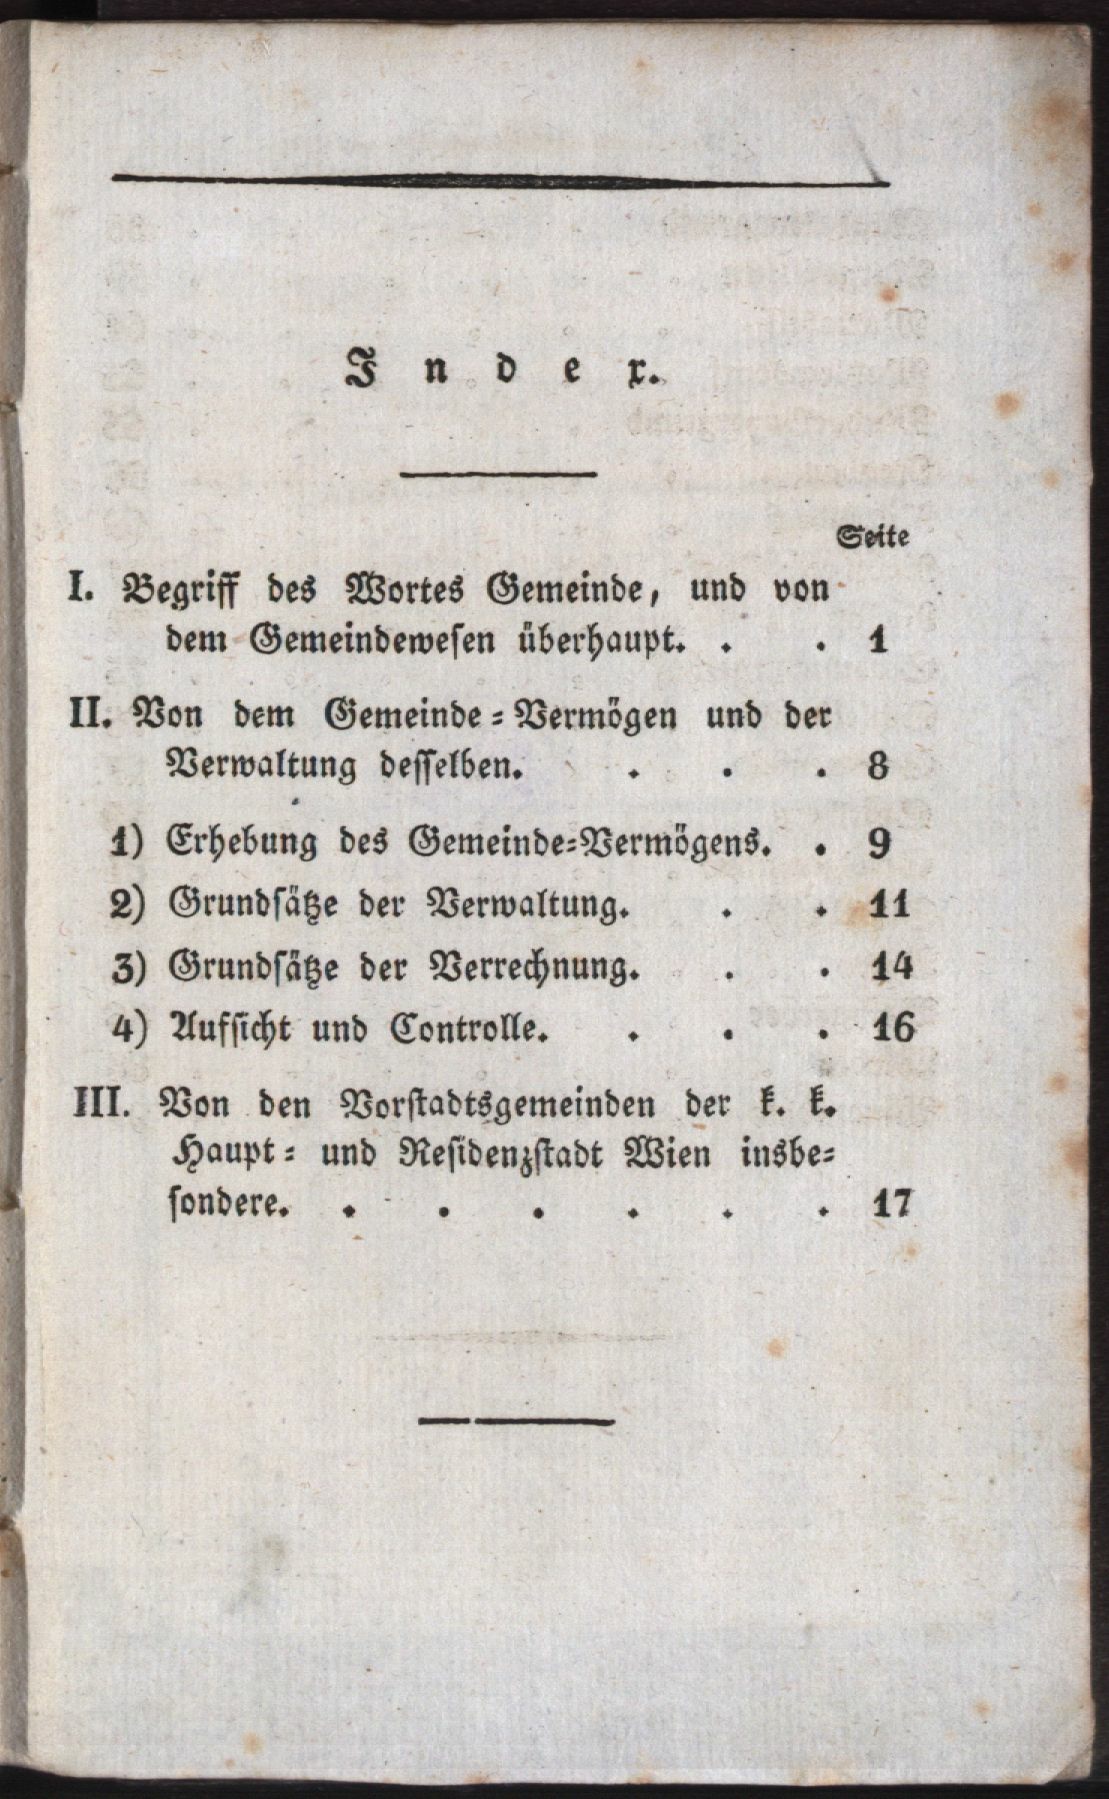 Index.
Seite
I. Begriff des Wortes Gemeinde, und von
dem Gemeindewesen überhaupt. . . 1
II. Von dem Gemeinde=Vermögen und der
Verwaltung desselben. . . . 8
1) Erhebung des Gemeinde=Vermögens. . 9
2) Grundsätze der Verwaltung. . . 11
3) Grundsätze der Verrechnung. . . 14
4) Aufsicht und Controlle. . . . 16
III. Von den Vorstadtsgemeinden der k. k.
Haupt= und Residenzstadt Wien insbe=
sondere. . . . . . . 17